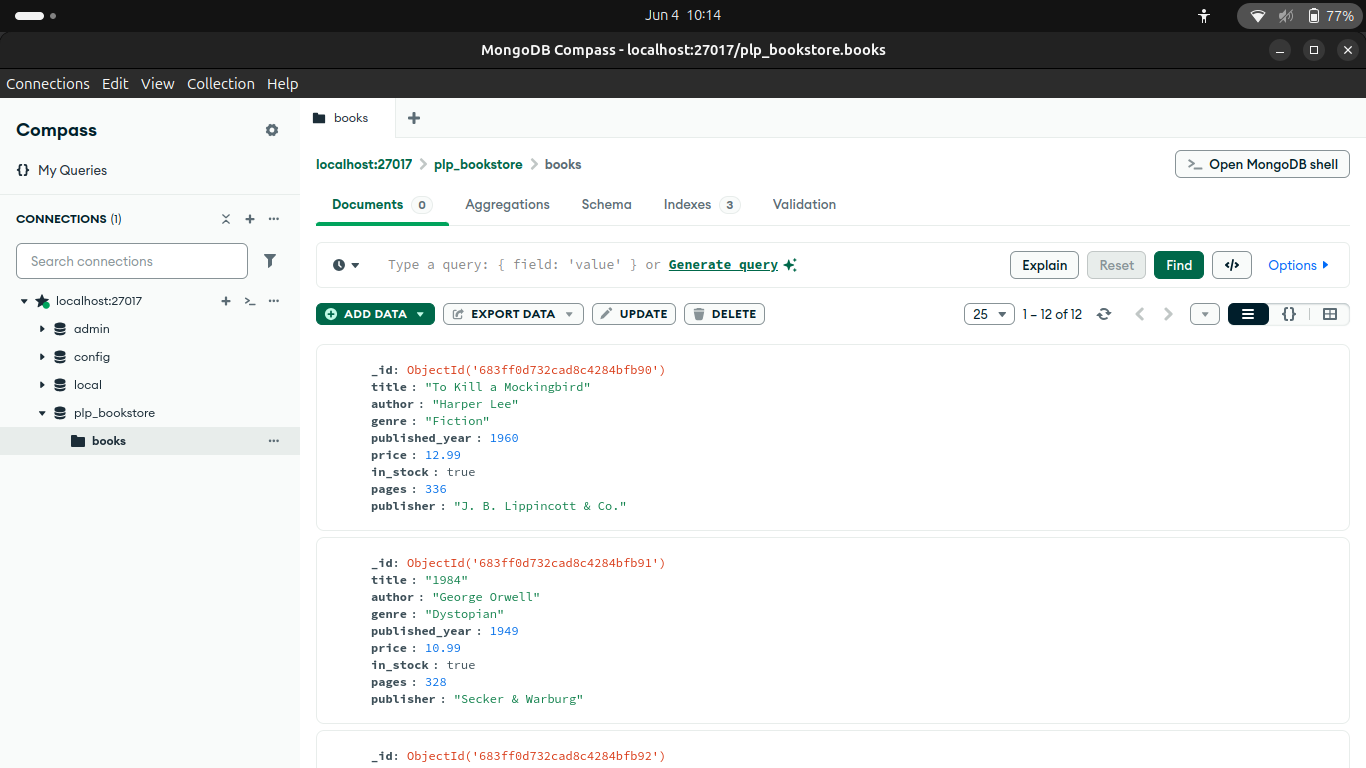 Jun 4 10:14
77%
MongoDB Compass - localhost:27017/plp_bookstore.books
Connections Edit View Collection Help
Compass
{} My Queries
CONNECTIONS (1)
Search connections
localhost:27017
admin
config
local
plp_bookstore
books
books
localhost:27017 > plp_bookstore > books
>_ Open MongoDB shell
Documents 0 Aggregations Schema Indexes 3 Validation
Type a query: { field: 'value' } or Generate query
Explain Reset Find </> Options
ADD DATA EXPORT DATA UPDATE DELETE
25 1 – 12 of 12 {}
_id: ObjectId('683ff0d732cad8c4284bfb90')
title : "To Kill a Mockingbird"
author : "Harper Lee"
genre : "Fiction"
published_year : 1960
price : 12.99
in_stock : true
pages : 336
publisher : "J. B. Lippincott & Co."
_id: ObjectId('683ff0d732cad8c4284bfb91')
title : "1984"
author : "George Orwell"
genre : "Dystopian"
published_year : 1949
price : 10.99
in_stock : true
pages : 328
publisher : "Secker & Warburg"
_id: ObjectId('683ff0d732cad8c4284bfb92')